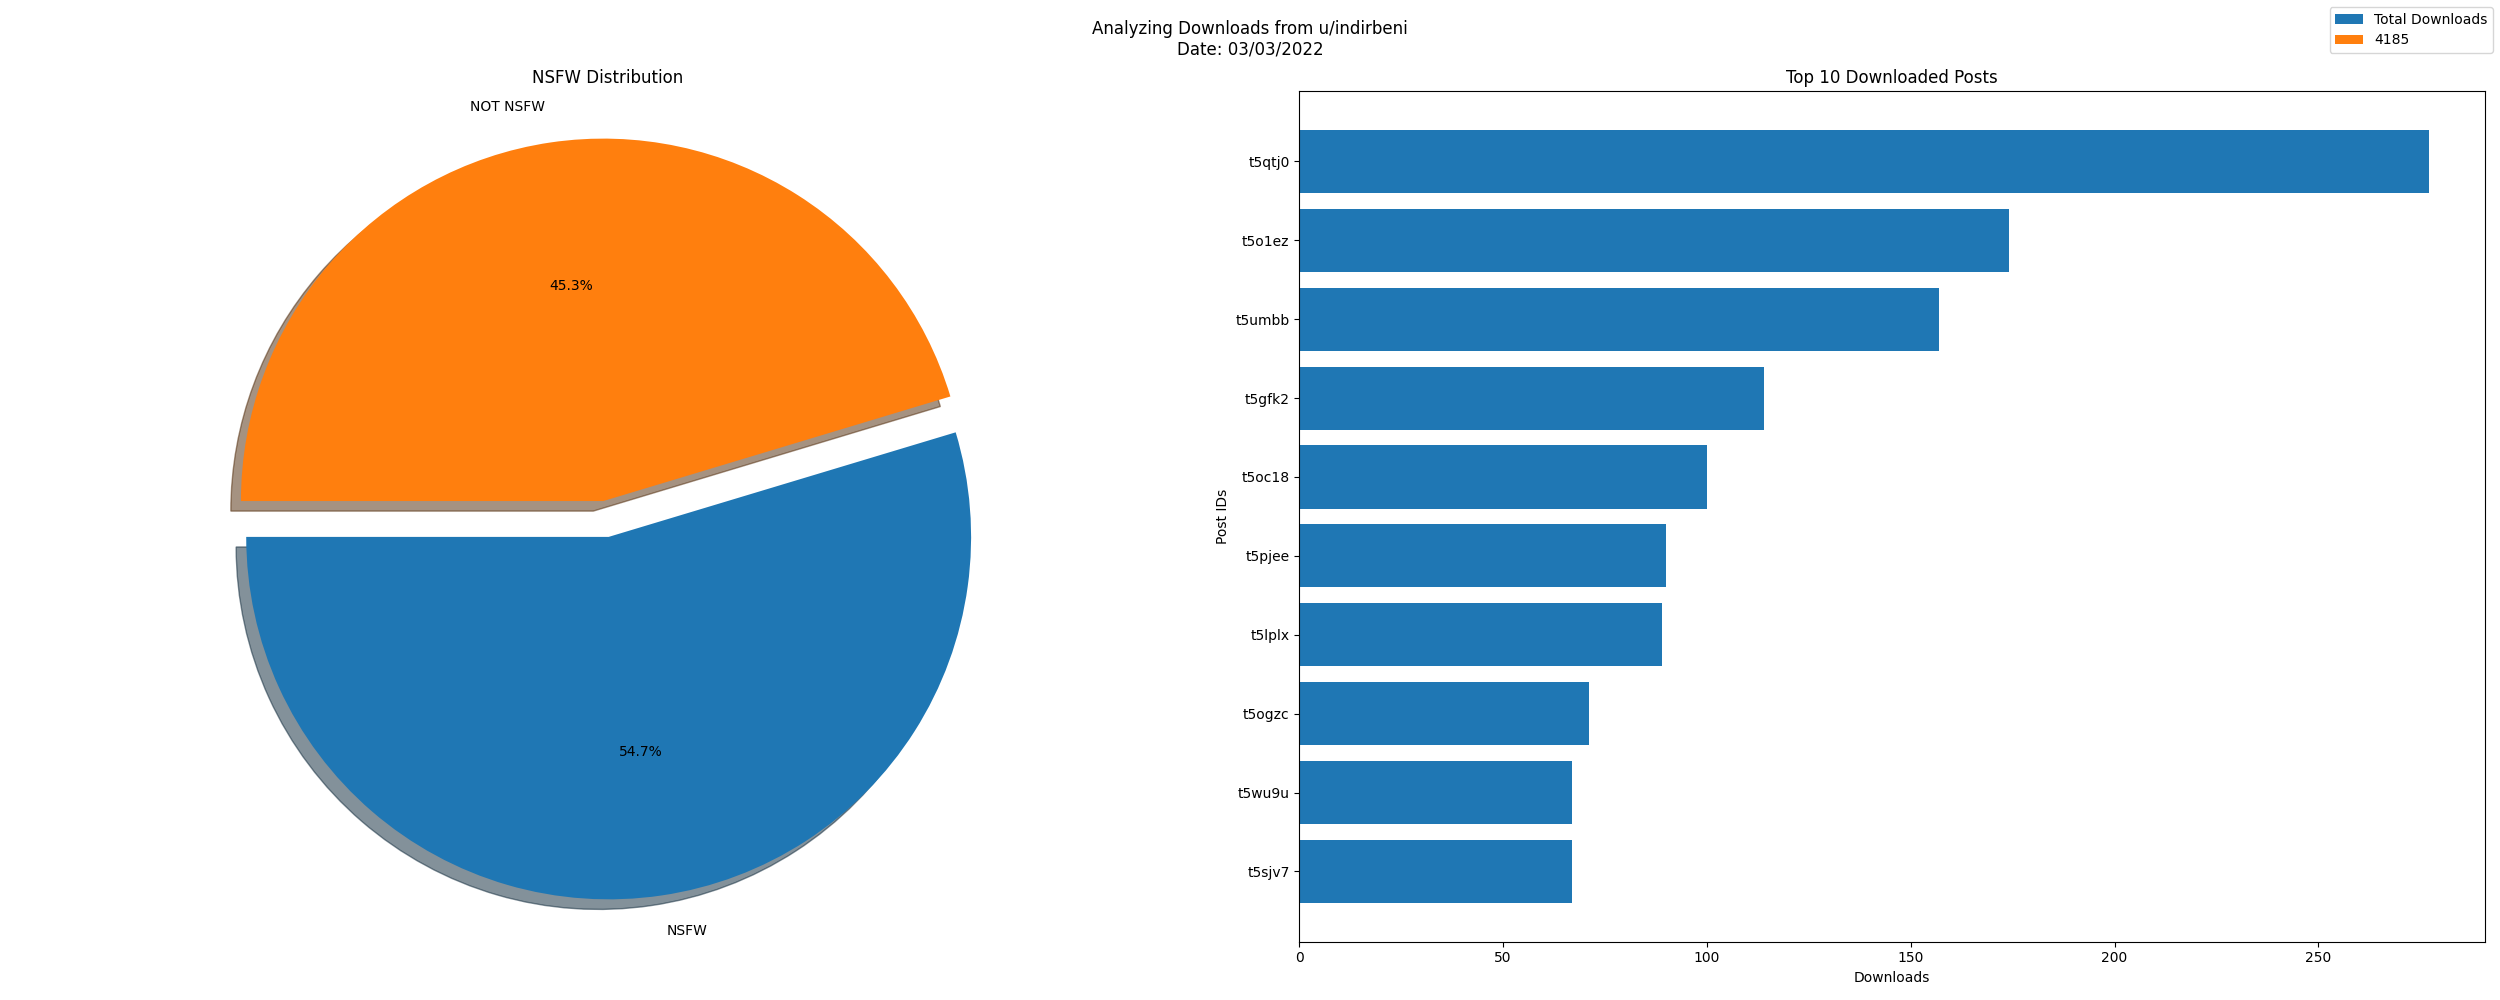 Analyzing Downloads from u/indirbeni
Date: 03/03/2022
Total Downloads
4185
NSFW Distribution
NOT NSFW
45.3%
54.7%
NSFW
Top 10 Downloaded Posts
Post IDs
t5qtj0
t5o1ez
t5umbb
t5gfk2
t5oc18
t5pjee
t5lplx
t5ogzc
t5wu9u
t5sjv7
0 50 100 150 200 250
Downloads